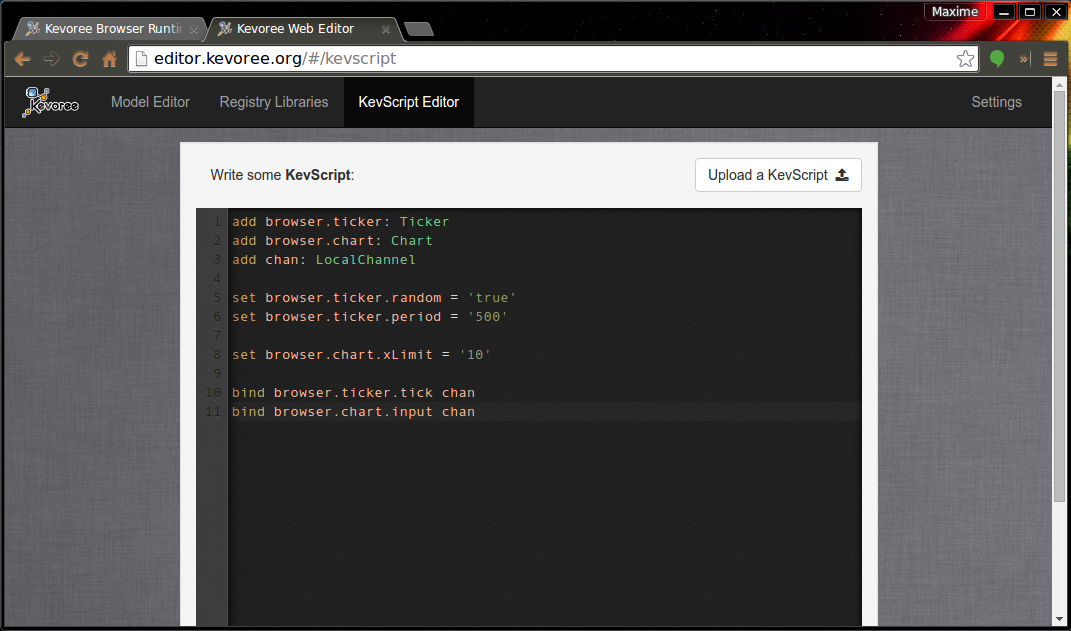 Maxime
Kevoree Browser Runti
Kevoree Web Editor
editor.kevoree.org/#/kevscript
Kevoree
Model Editor
Registry Libraries
KevScript Editor
Settings
Write some KevScript:
Upload a KevScript
1 add browser.ticker: Ticker
2 add browser.chart: Chart
3 add chan: LocalChannel
4
5 set browser.ticker.random = 'true'
6 set browser.ticker.period = '500'
7
8 set browser.chart.xLimit = '10'
9
10 bind browser.ticker.tick chan
11 bind browser.chart.input chan